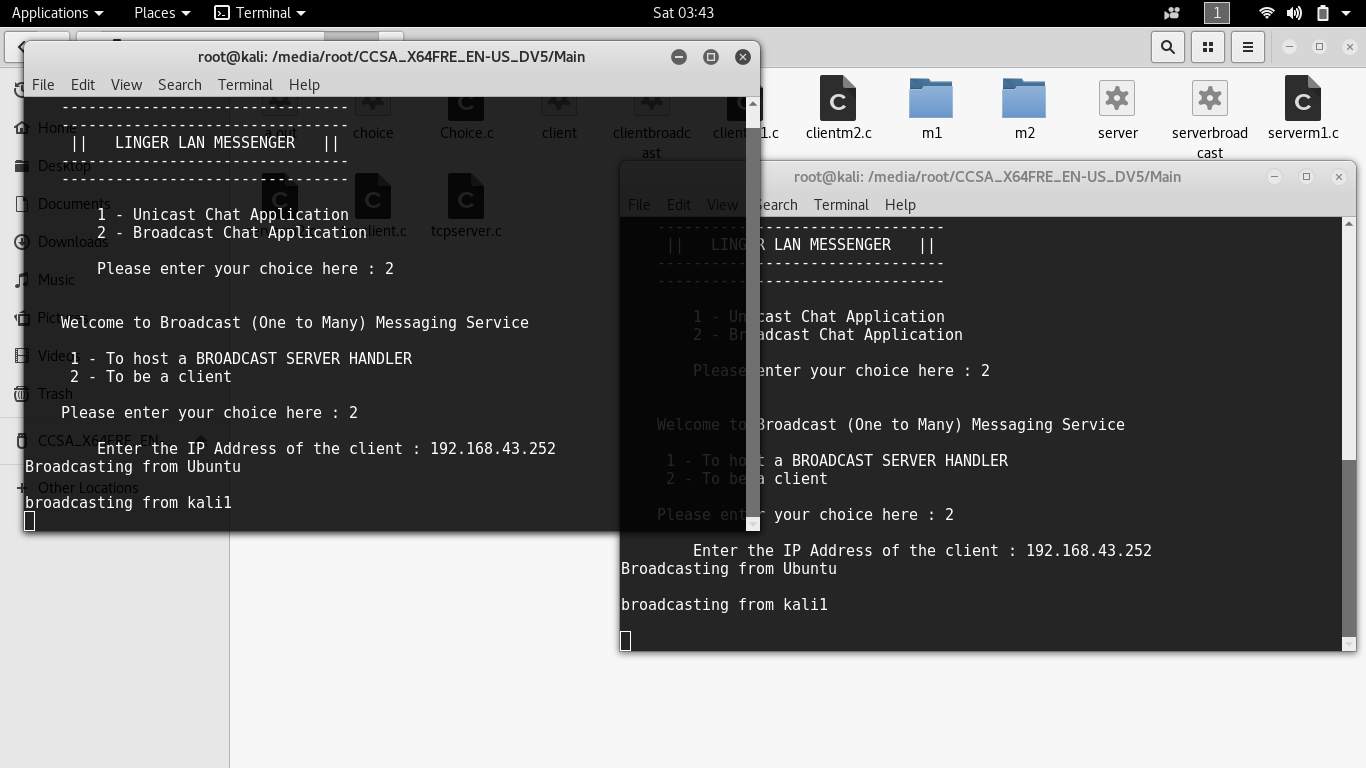 Applications
Places
Terminal
Sat 03:43
1
root@kali: /media/root/CCSA_X64FRE_EN-US_DV5/Main
File Edit View Search Terminal Help
---------------------------------
---------------------------------
|| LINGER LAN MESSENGER ||
---------------------------------
---------------------------------
1 - Unicast Chat Application
2 - Broadcast Chat Application
Please enter your choice here : 2
Welcome to Broadcast (One to Many) Messaging Service
1 - To host a BROADCAST SERVER HANDLER
2 - To be a client
Please enter your choice here : 2
Enter the IP Address of the client : 192.168.43.252
Broadcasting from Ubuntu
broadcasting from kali1
Home
Desktop
Documents
Downloads
Music
Videos
Trash
CCSA_X64FRE_EN-
Other Locations
a.out
choice
Choice.c
client
clientbroadcast
clientm2.c
m1
m2
server
serverbroadcast
serverm1.c
tcpserver.c
root@kali: /media/root/CCSA_X64FRE_EN-US_DV5/Main
File Edit View Search Terminal Help
---------------------------------
|| LINGER LAN MESSENGER ||
---------------------------------
---------------------------------
1 - Unicast Chat Application
2 - Broadcast Chat Application
Please enter your choice here : 2
Welcome to Broadcast (One to Many) Messaging Service
1 - To host a BROADCAST SERVER HANDLER
2 - To be a client
Please enter your choice here : 2
Enter the IP Address of the client : 192.168.43.252
Broadcasting from Ubuntu
broadcasting from kali1